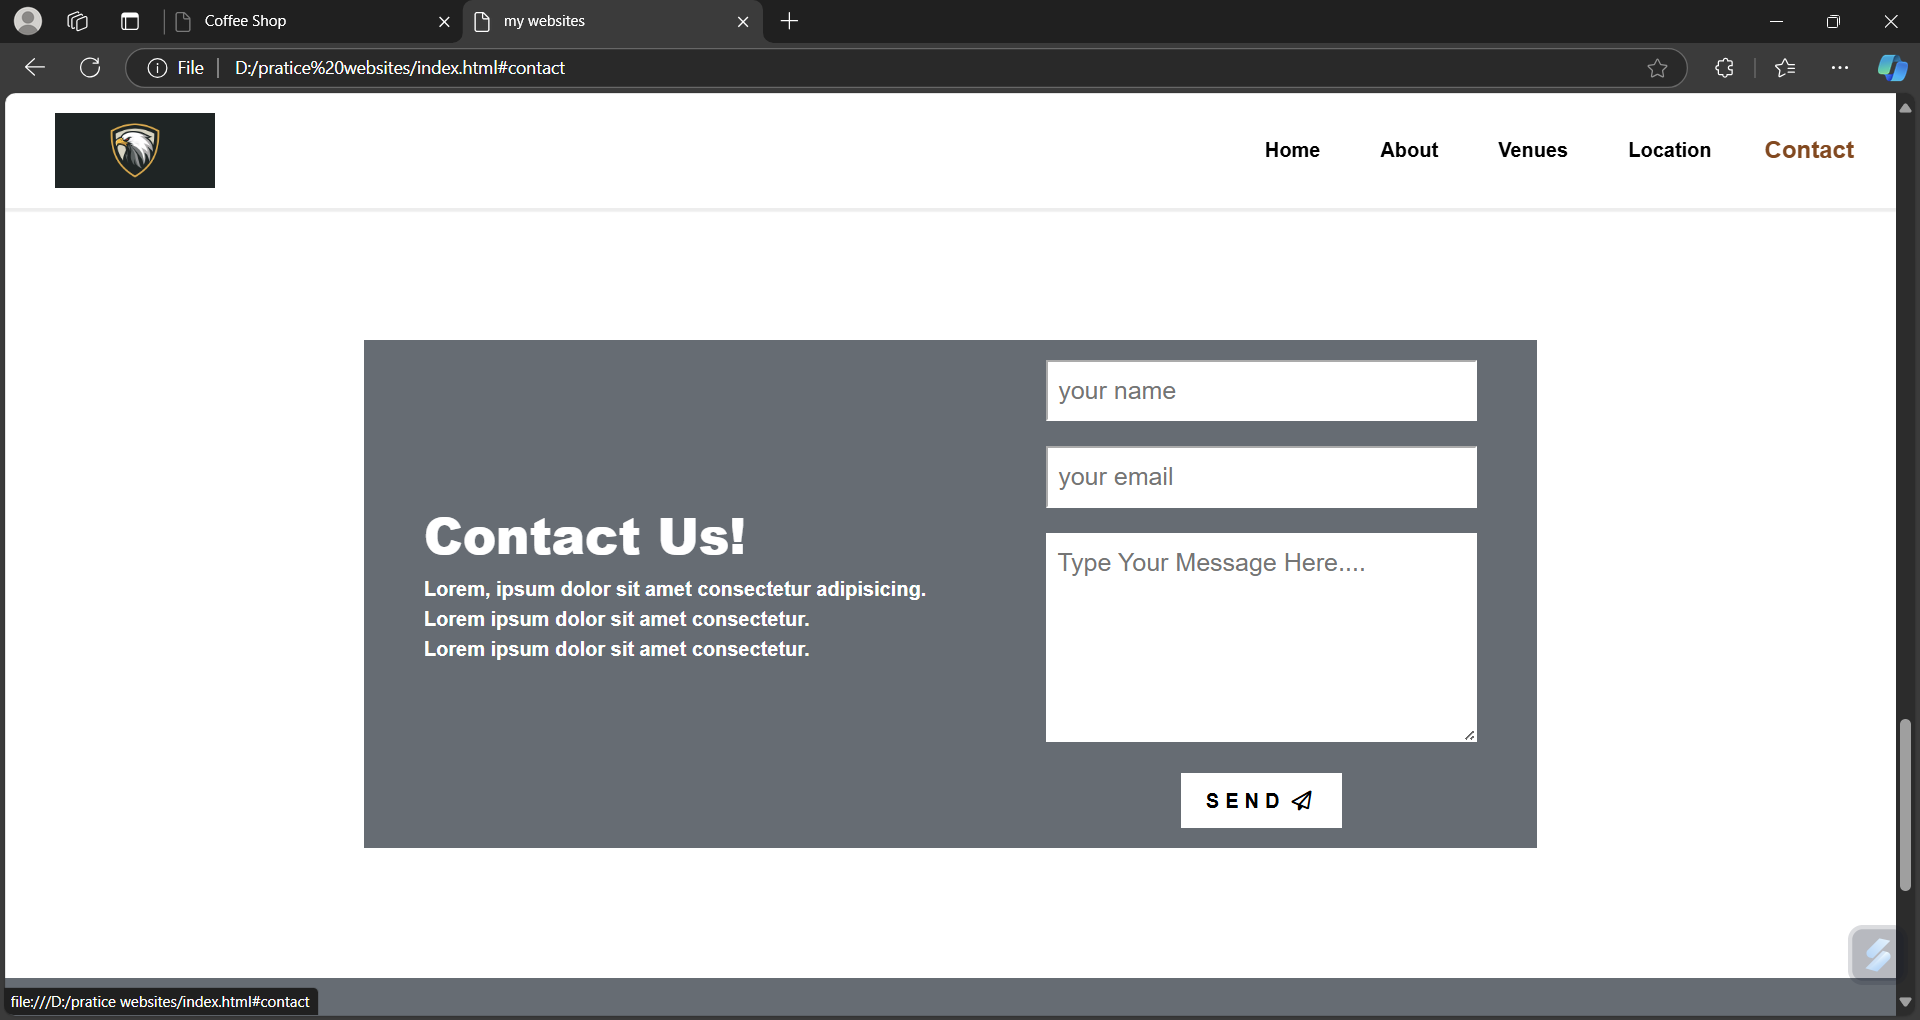 Coffee Shop
my websites
File
D:/pratice%20websites/index.html#contact
Home About Venues Location Contact
your name
your email
Contact Us!
Type Your Message Here....
Lorem, ipsum dolor sit amet consectetur adipisicing.
Lorem ipsum dolor sit amet consectetur.
Lorem ipsum dolor sit amet consectetur.
SEND
file:///D:/pratice websites/index.html#contact